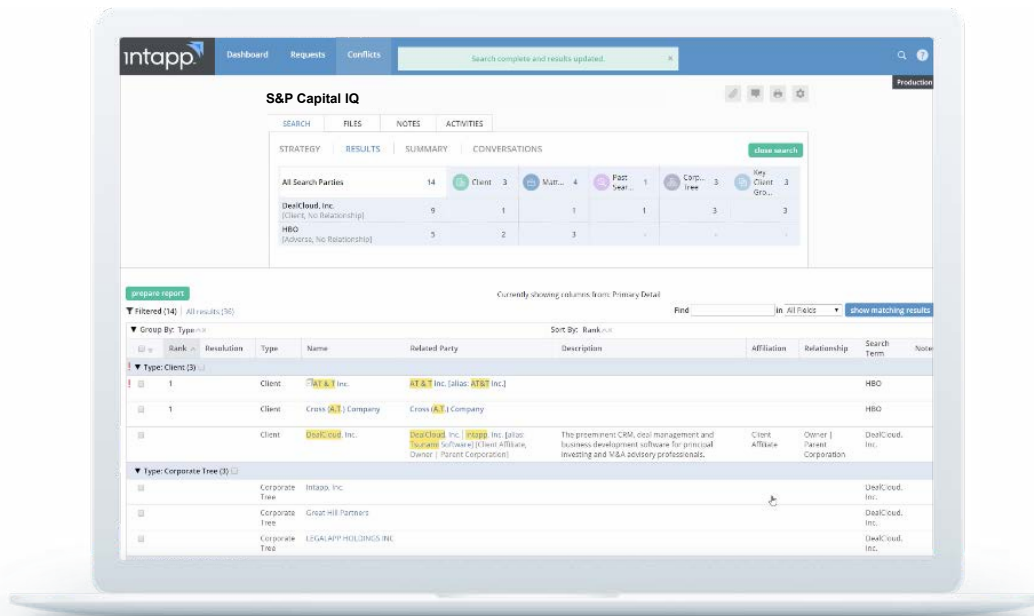 ıntapp
Dashboard Requests Conflicts
Search complete and results updated. ×
Production
S&P Capital IQ
SEARCH FILES NOTES ACTIVITIES
STRATEGY RESULTS SUMMARY CONVERSATIONS
close search
All Search Parties 14 Client 3 Matt... 4 Past Sear... 1 Corp... Tree 3 Key Client Gro... 3
DealCloud, Inc. 9 1 1 1 3 3
[Client, No Relationship]
HBO 5 2 3 - - -
[Adverse, No Relationship]
prepare report
Currently showing columns from: Primary Detail
Filtered (14) | All results (36)
Find in All Fields show matching results
Group By: Type Sort By: Rank
Rank Resolution Type Name Related Party Description Affiliation Relationship Search Term Note
Type: Client (3)
! 1 Client AT & T Inc. AT & T Inc. [alias: AT&T Inc.] HBO
1 Client Cross (A.T.) Company Cross (A.T.) Company HBO
Client DealCloud, Inc. DealCloud, Inc. | Intapp, Inc. [alias: The preeminent CRM, deal management and Client Owner | DealCloud,
Tsunami Software] [Client Affiliate, business development software for principal Affiliate Parent Inc.
Owner | Parent Corporation] investing and M&A advisory professionals. Corporation
Type: Corporate Tree (3)
Corporate Intapp, Inc. DealCloud,
Tree Inc.
Corporate Great Hill Partners DealCloud,
Tree Inc.
Corporate LEGALAPP HOLDINGS INC DealCloud,
Tree Inc.